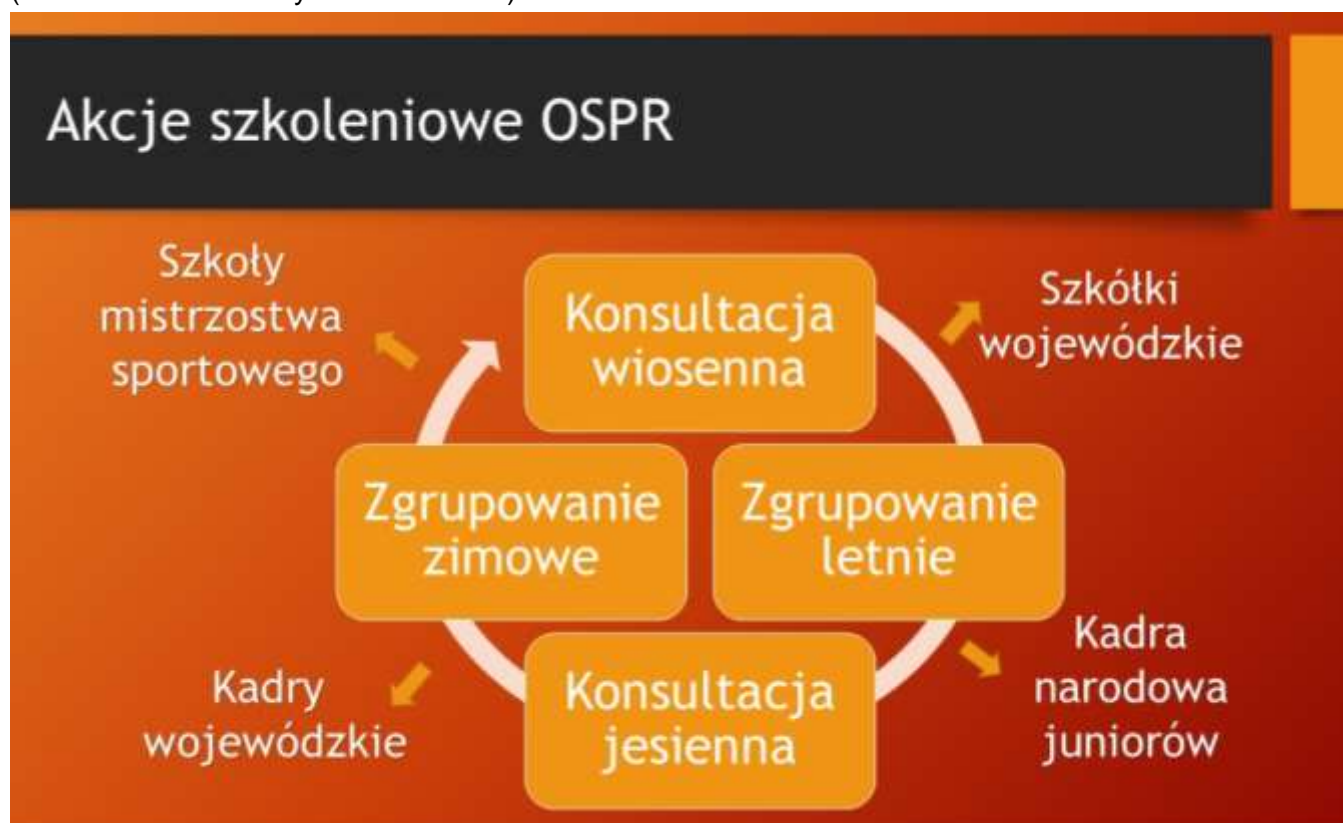 Akcje szkoleniowe OSPR
Szkoły
mistrzostwa
sportowego
Konsultacja
wiosenna
Szkółki
wojewódzkie
Zgrupowanie
zimowe
Zgrupowanie
letnie
Kadry
wojewódzkie
Konsultacja
jesienna
Kadra
narodowa
juniorów